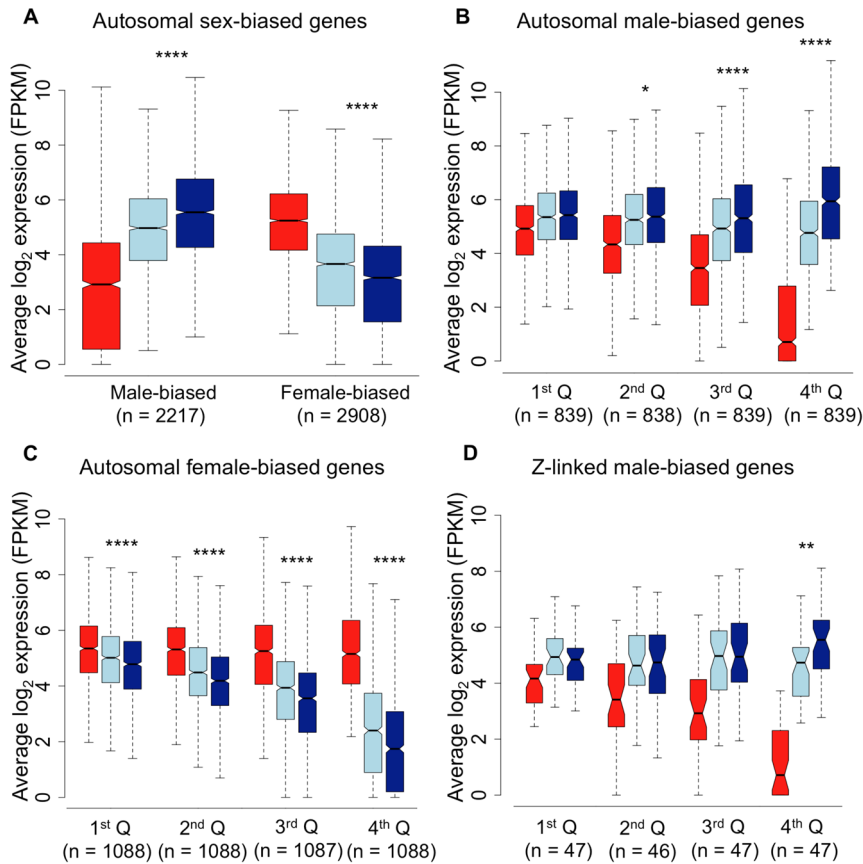 A
Autosomal sex-biased genes
****
****
Average log2 expression (FPKM)
10
8
6
4
2
0
Male-biased
(n = 2217)
Female-biased
(n = 2908)
B
Autosomal male-biased genes
*
****
****
Average log2 expression (FPKM)
10
8
6
4
2
0
1st Q
(n = 839)
2nd Q
(n = 838)
3rd Q
(n = 839)
4th Q
(n = 839)
C
Autosomal female-biased genes
****
****
****
****
Average log2 expression (FPKM)
10
8
6
4
2
0
1st Q
(n = 1088)
2nd Q
(n = 1088)
3rd Q
(n = 1087)
4th Q
(n = 1088)
D
Z-linked male-biased genes
**
Average log2 expression (FPKM)
10
8
6
4
2
0
1st Q
(n = 47)
2nd Q
(n = 46)
3rd Q
(n = 47)
4th Q
(n = 47)